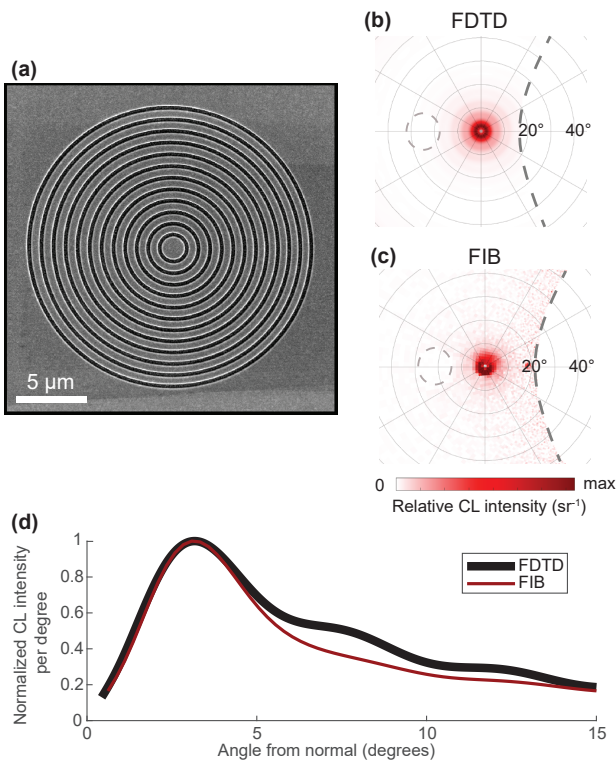 (a)
5 µm
(b)
FDTD
20° 40°
(c)
FIB
20° 40°
0 max
Relative CL intensity (sr⁻¹)
(d)
Normalized CL intensity
per degree
1
0.8
0.6
0.4
0.2
0
FDTD
FIB
0 5 10 15
Angle from normal (degrees)